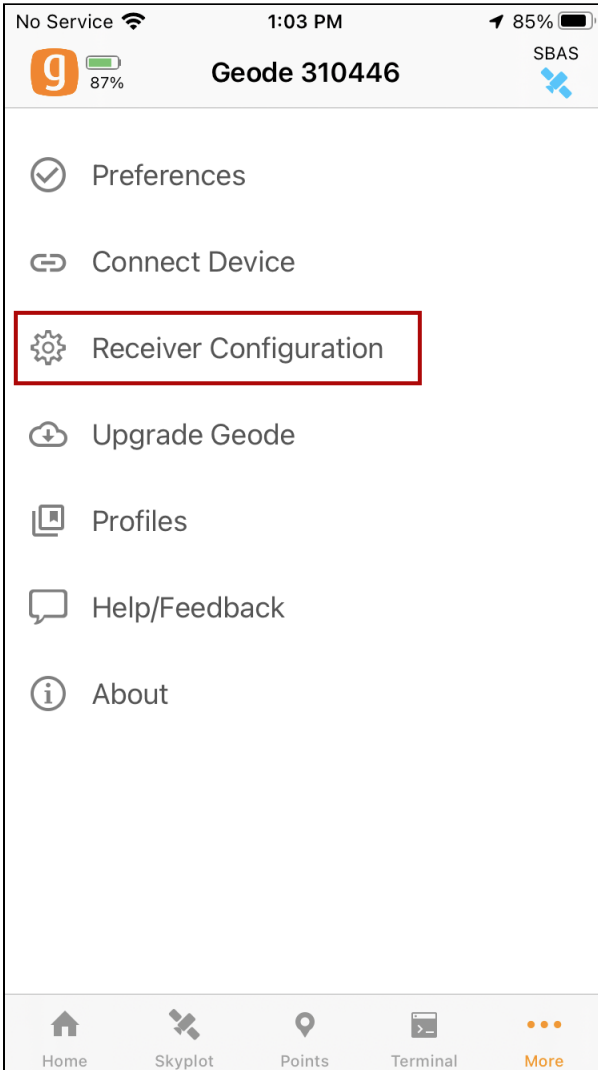 No Service 1:03 PM 85%
g 87% Geode 310446 SBAS
Preferences
Connect Device
Receiver Configuration
Upgrade Geode
Profiles
Help/Feedback
About
Home Skyplot Points Terminal More